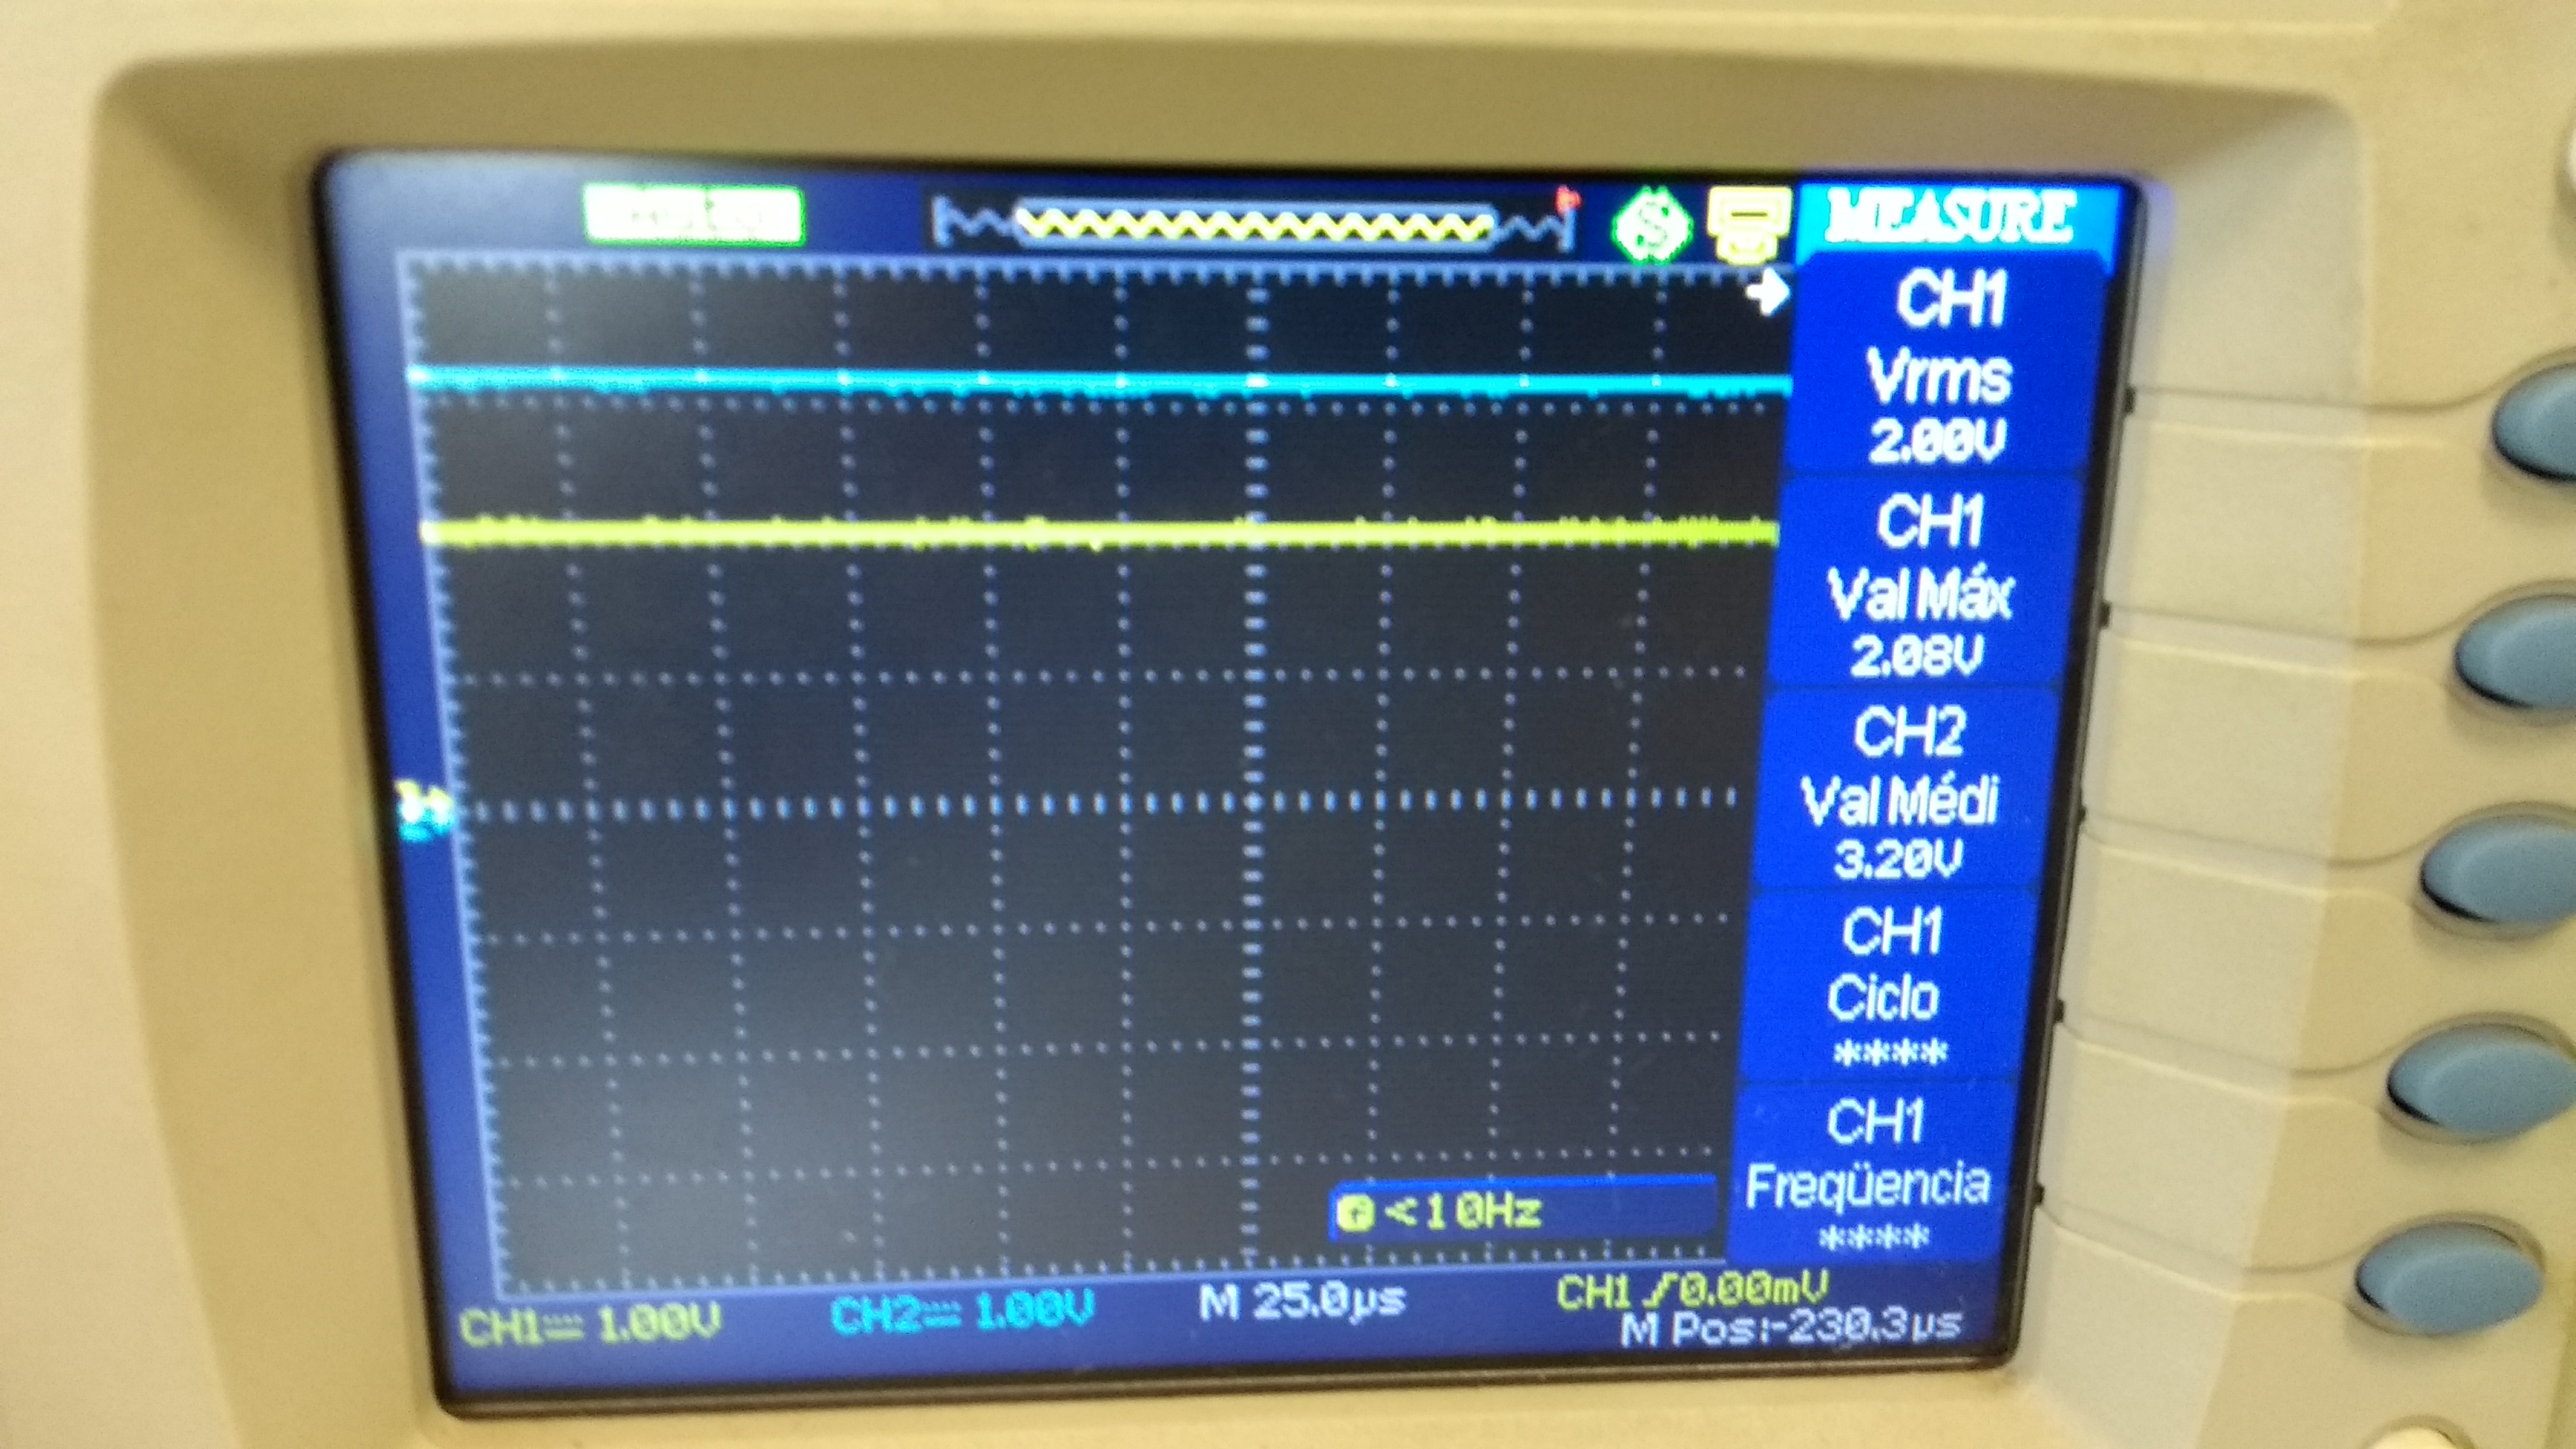 MEASURE
CH1
Vrms
2.00V
CH1
Val Máx
2.08V
CH2
Val Médi
3.20V
CH1
Ciclo
****
CH1
Freqüencia
****
<10Hz
CH1 1.00V CH2 1.00V M 25.0µs CH1 0.00mV
M Pos:-230.3µs